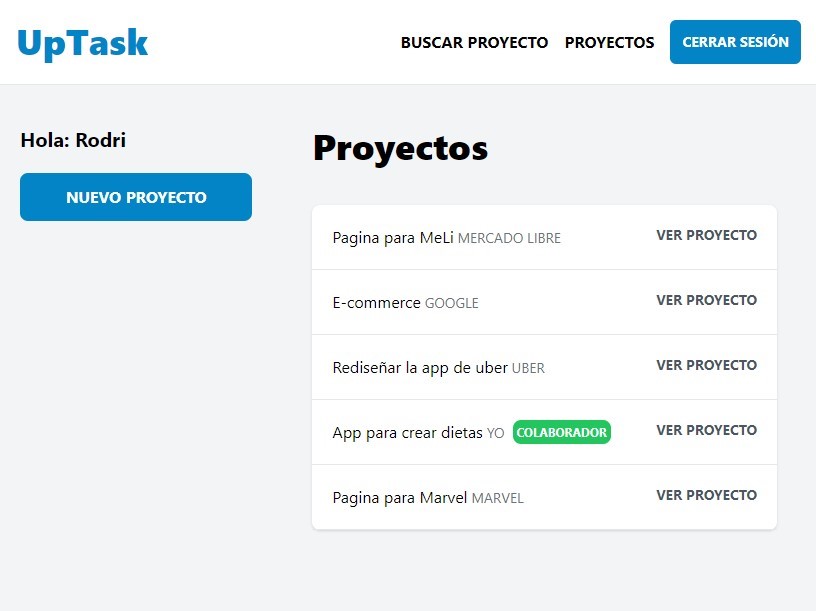 UpTask
BUSCAR PROYECTO PROYECTOS CERRAR SESIÓN
Hola: Rodri
NUEVO PROYECTO
Proyectos
Pagina para MeLi MERCADO LIBRE VER PROYECTO
E-commerce GOOGLE VER PROYECTO
Rediseñar la app de uber UBER VER PROYECTO
App para crear dietas YO COLABORADOR VER PROYECTO
Pagina para Marvel MARVEL VER PROYECTO